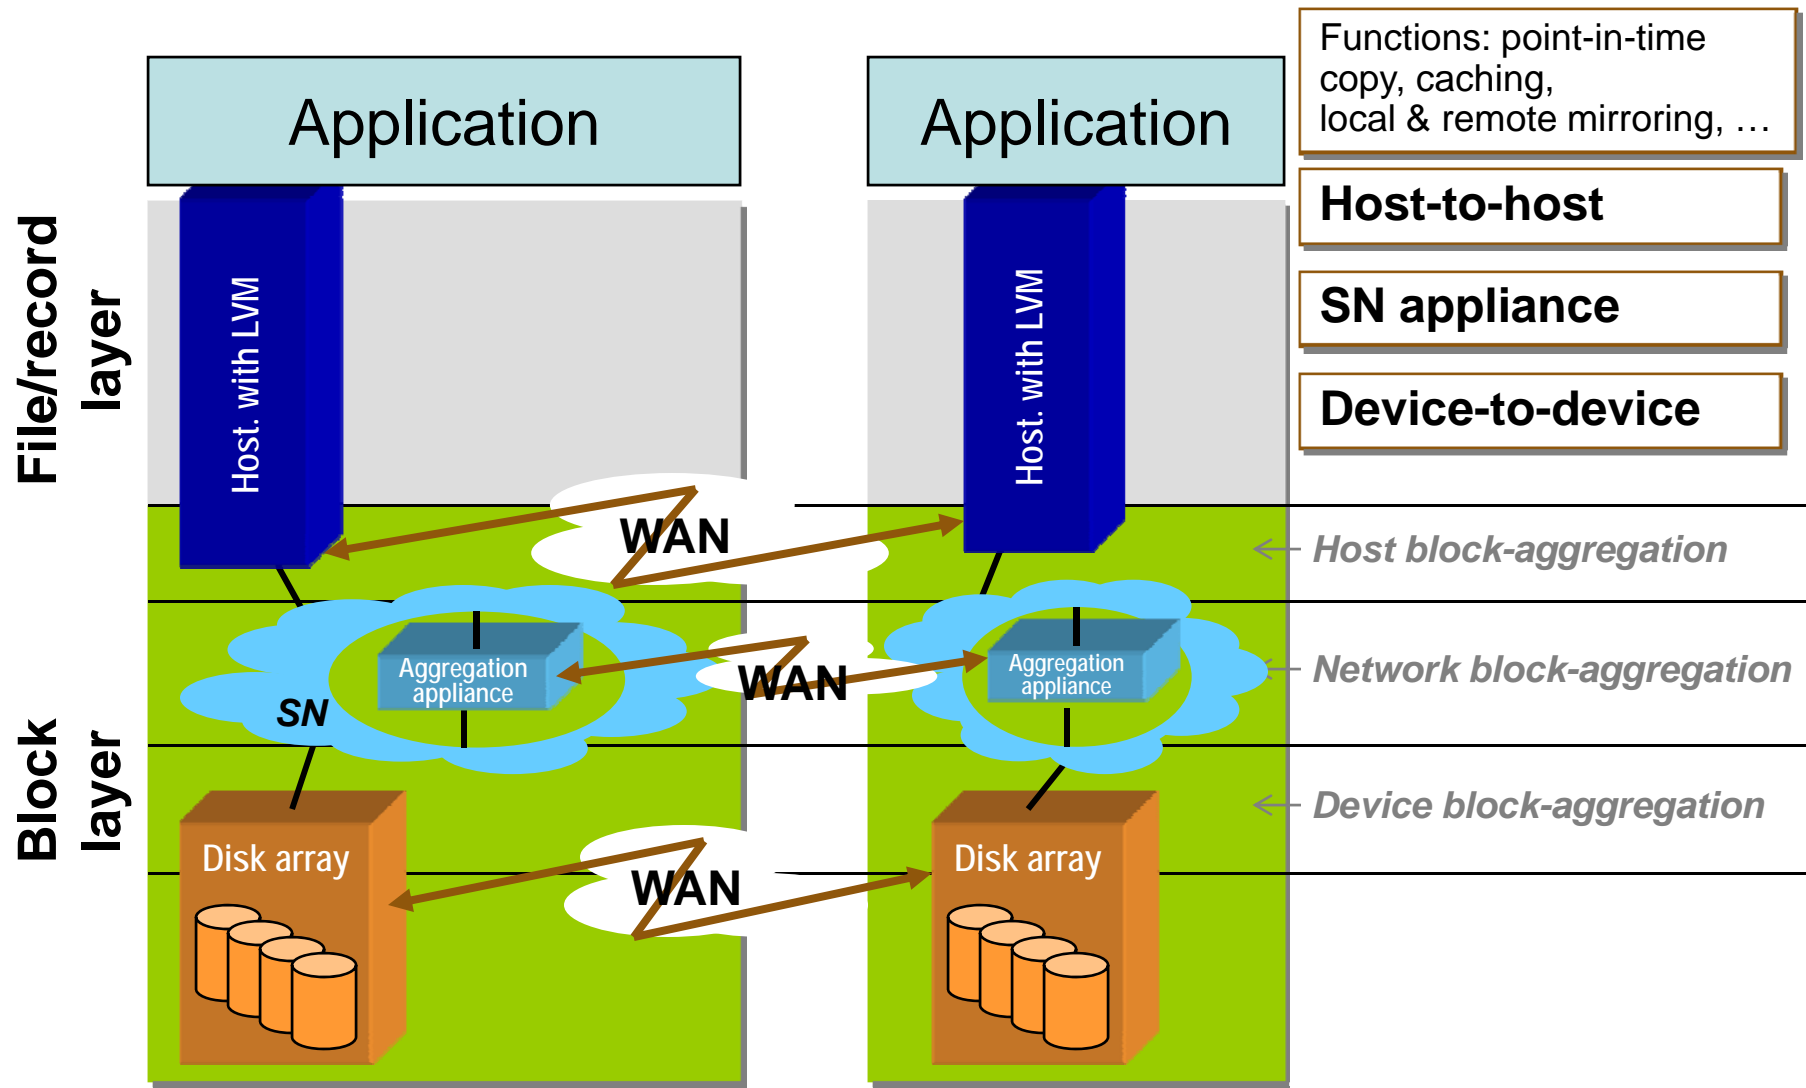 Application
Application
Functions: point-in-time
copy, caching,
local & remote mirroring, …
Host-to-host
SN appliance
Device-to-device
File/record
layer
Host. with LVM
Host. with LVM
WAN
Host block-aggregation
Aggregation
appliance
SN
WAN
Aggregation
appliance
Network block-aggregation
Block
layer
Device block-aggregation
Disk array
WAN
Disk array